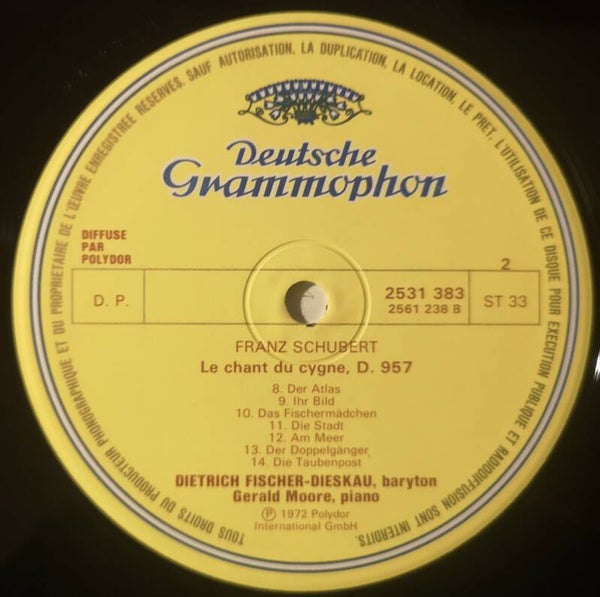 TOUS DROITS DU PRODUCTEUR PHONOGRAPHIQUE ET DU PROPRIETAIRE DE L'ŒUVRE ENREGISTREE RESERVES. SAUF AUTORISATION, LA DUPLICATION, LA LOCATION, LE PRET, L'UTILISATION DE CE DISQUE POUR EXECUTION PUBLIQUE ET RADIODIFFUSION SONT INTERDITS.
Deutsche
Grammophon
DIFFUSE
PAR
POLYDOR
2
D. P.
2531 383
2561 238 B
ST 33
FRANZ SCHUBERT
Le chant du cygne, D. 957
8. Der Atlas
9. Ihr Bild
10. Das Fischermädchen
11. Die Stadt
12. Am Meer
13. Der Doppelgänger
14. Die Taubenpost
DIETRICH FISCHER-DIESKAU, baryton
Gerald Moore, piano
Ⓟ 1972 Polydor
International GmbH